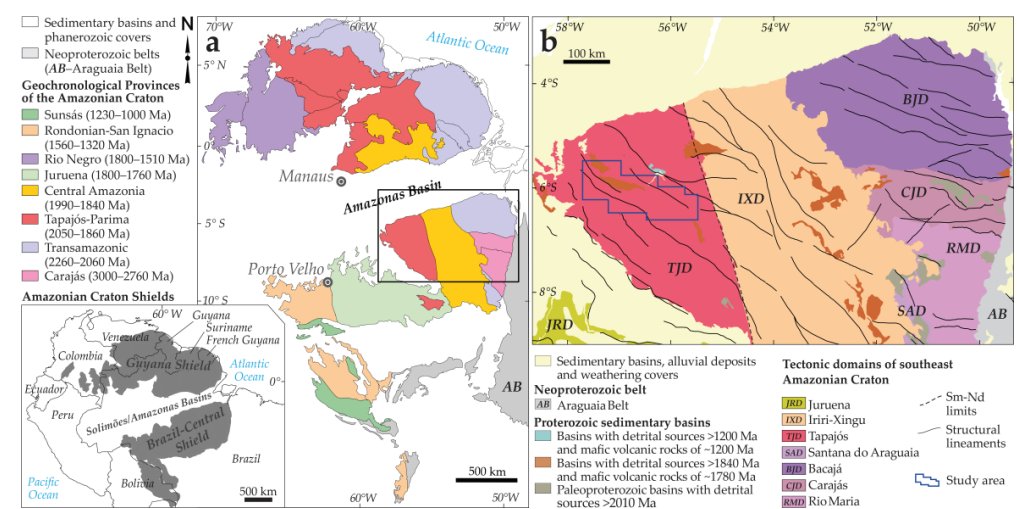 Sedimentary basins and
phanerozoic covers
Neoproterozoic belts
(AB–Araguaia Belt)
Geochronological Provinces
of the Amazonian Craton
Sunsás (1230–1000 Ma)
Rondonian-San Ignacio
(1560–1320 Ma)
Rio Negro (1800–1510 Ma)
Juruena (1800–1760 Ma)
Central Amazonia
(1990–1840 Ma)
Tapajós-Parima
(2050–1860 Ma)
Transamazonic
(2260–2060 Ma)
Carajás (3000–2760 Ma)
Amazonian Craton Shields
60° W
Guyana
Suriname
French Guyana
Venezuela
Colombia
Guyana Shield
Atlantic
Ocean
Ecuador
0°
Peru
Solimões/Amazonas Basins
Brazil-Central
Shield
Brazil
Bolivia
Pacific
Ocean
500 km
70°W
60°W
50°W
N
a
Atlantic Ocean
5° N
0°
Manaus
Amazonas Basin
5° S
Porto Velho
10° S
AB
500 km
60°W
50°W
58°W
56°W
54°W
52°W
50°W
b
100 km
4°S
BJD
6°S
IXD
CJD
RMD
TJD
8°S
SAD
JRD
AB
Sedimentary basins, alluvial deposits
and weathering covers
Neoproterozoic belt
AB Araguaia Belt
Proterozoic sedimentary basins
Basins with detrital sources >1200 Ma
and mafic volcanic rocks of ~1200 Ma
Basins with detrital sources >1840 Ma
and mafic volcanic rocks of ~1780 Ma
Paleoproterozoic basins with detrital
sources >2010 Ma
Tectonic domains of southeast
Amazonian Craton
JRD Juruena
IXD Iriri-Xingu
TJD Tapajós
SAD Santana do Araguaia
BJD Bacajá
CJD Carajás
RMD Rio Maria
Sm-Nd
limits
Structural
lineaments
Study area